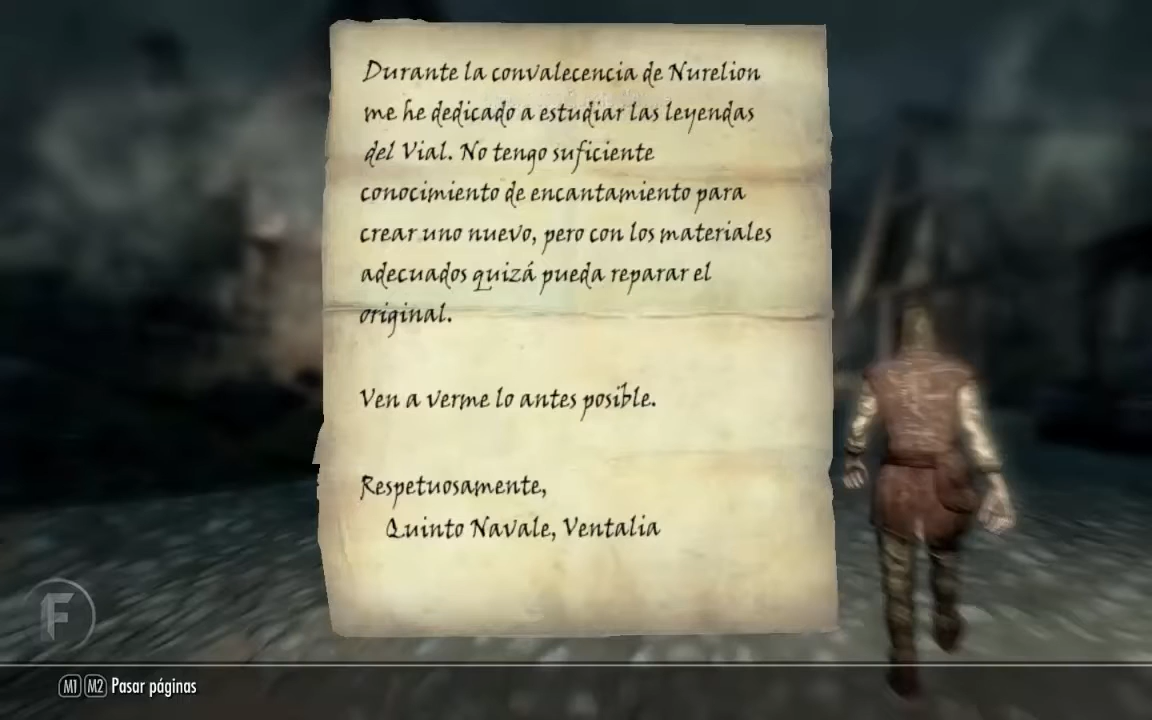 Durante la convalecencia de Nurelion
me he dedicado a estudiar las leyendas
del Vial. No tengo suficiente
conocimiento de encantamiento para
crear uno nuevo, pero con los materiales
adecuados quizá pueda reparar el
original.
Ven a verme lo antes posible.
Respetuosamente,
Quinto Navale, Ventalia
F
M1 M2 Pasar páginas